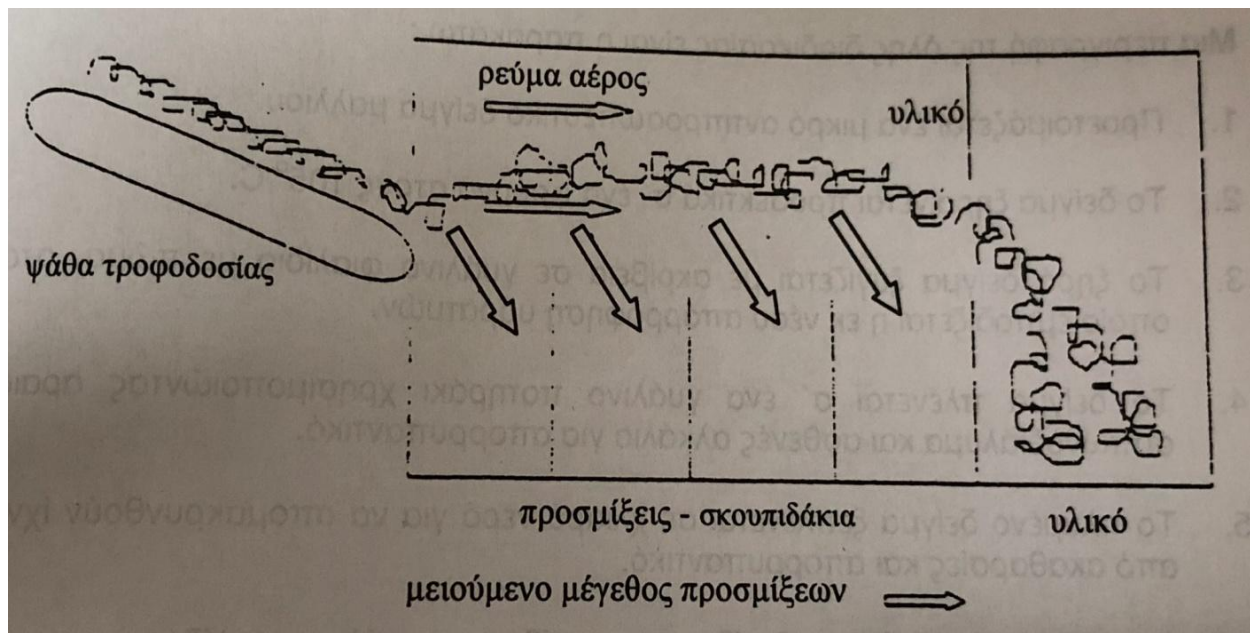 ρεύμα αέρος
υλικό
ψάθα τροφοδοσίας
προσμίξεις - σκουπιδάκια
υλικό
μειούμενο μέγεθος προσμίξεων